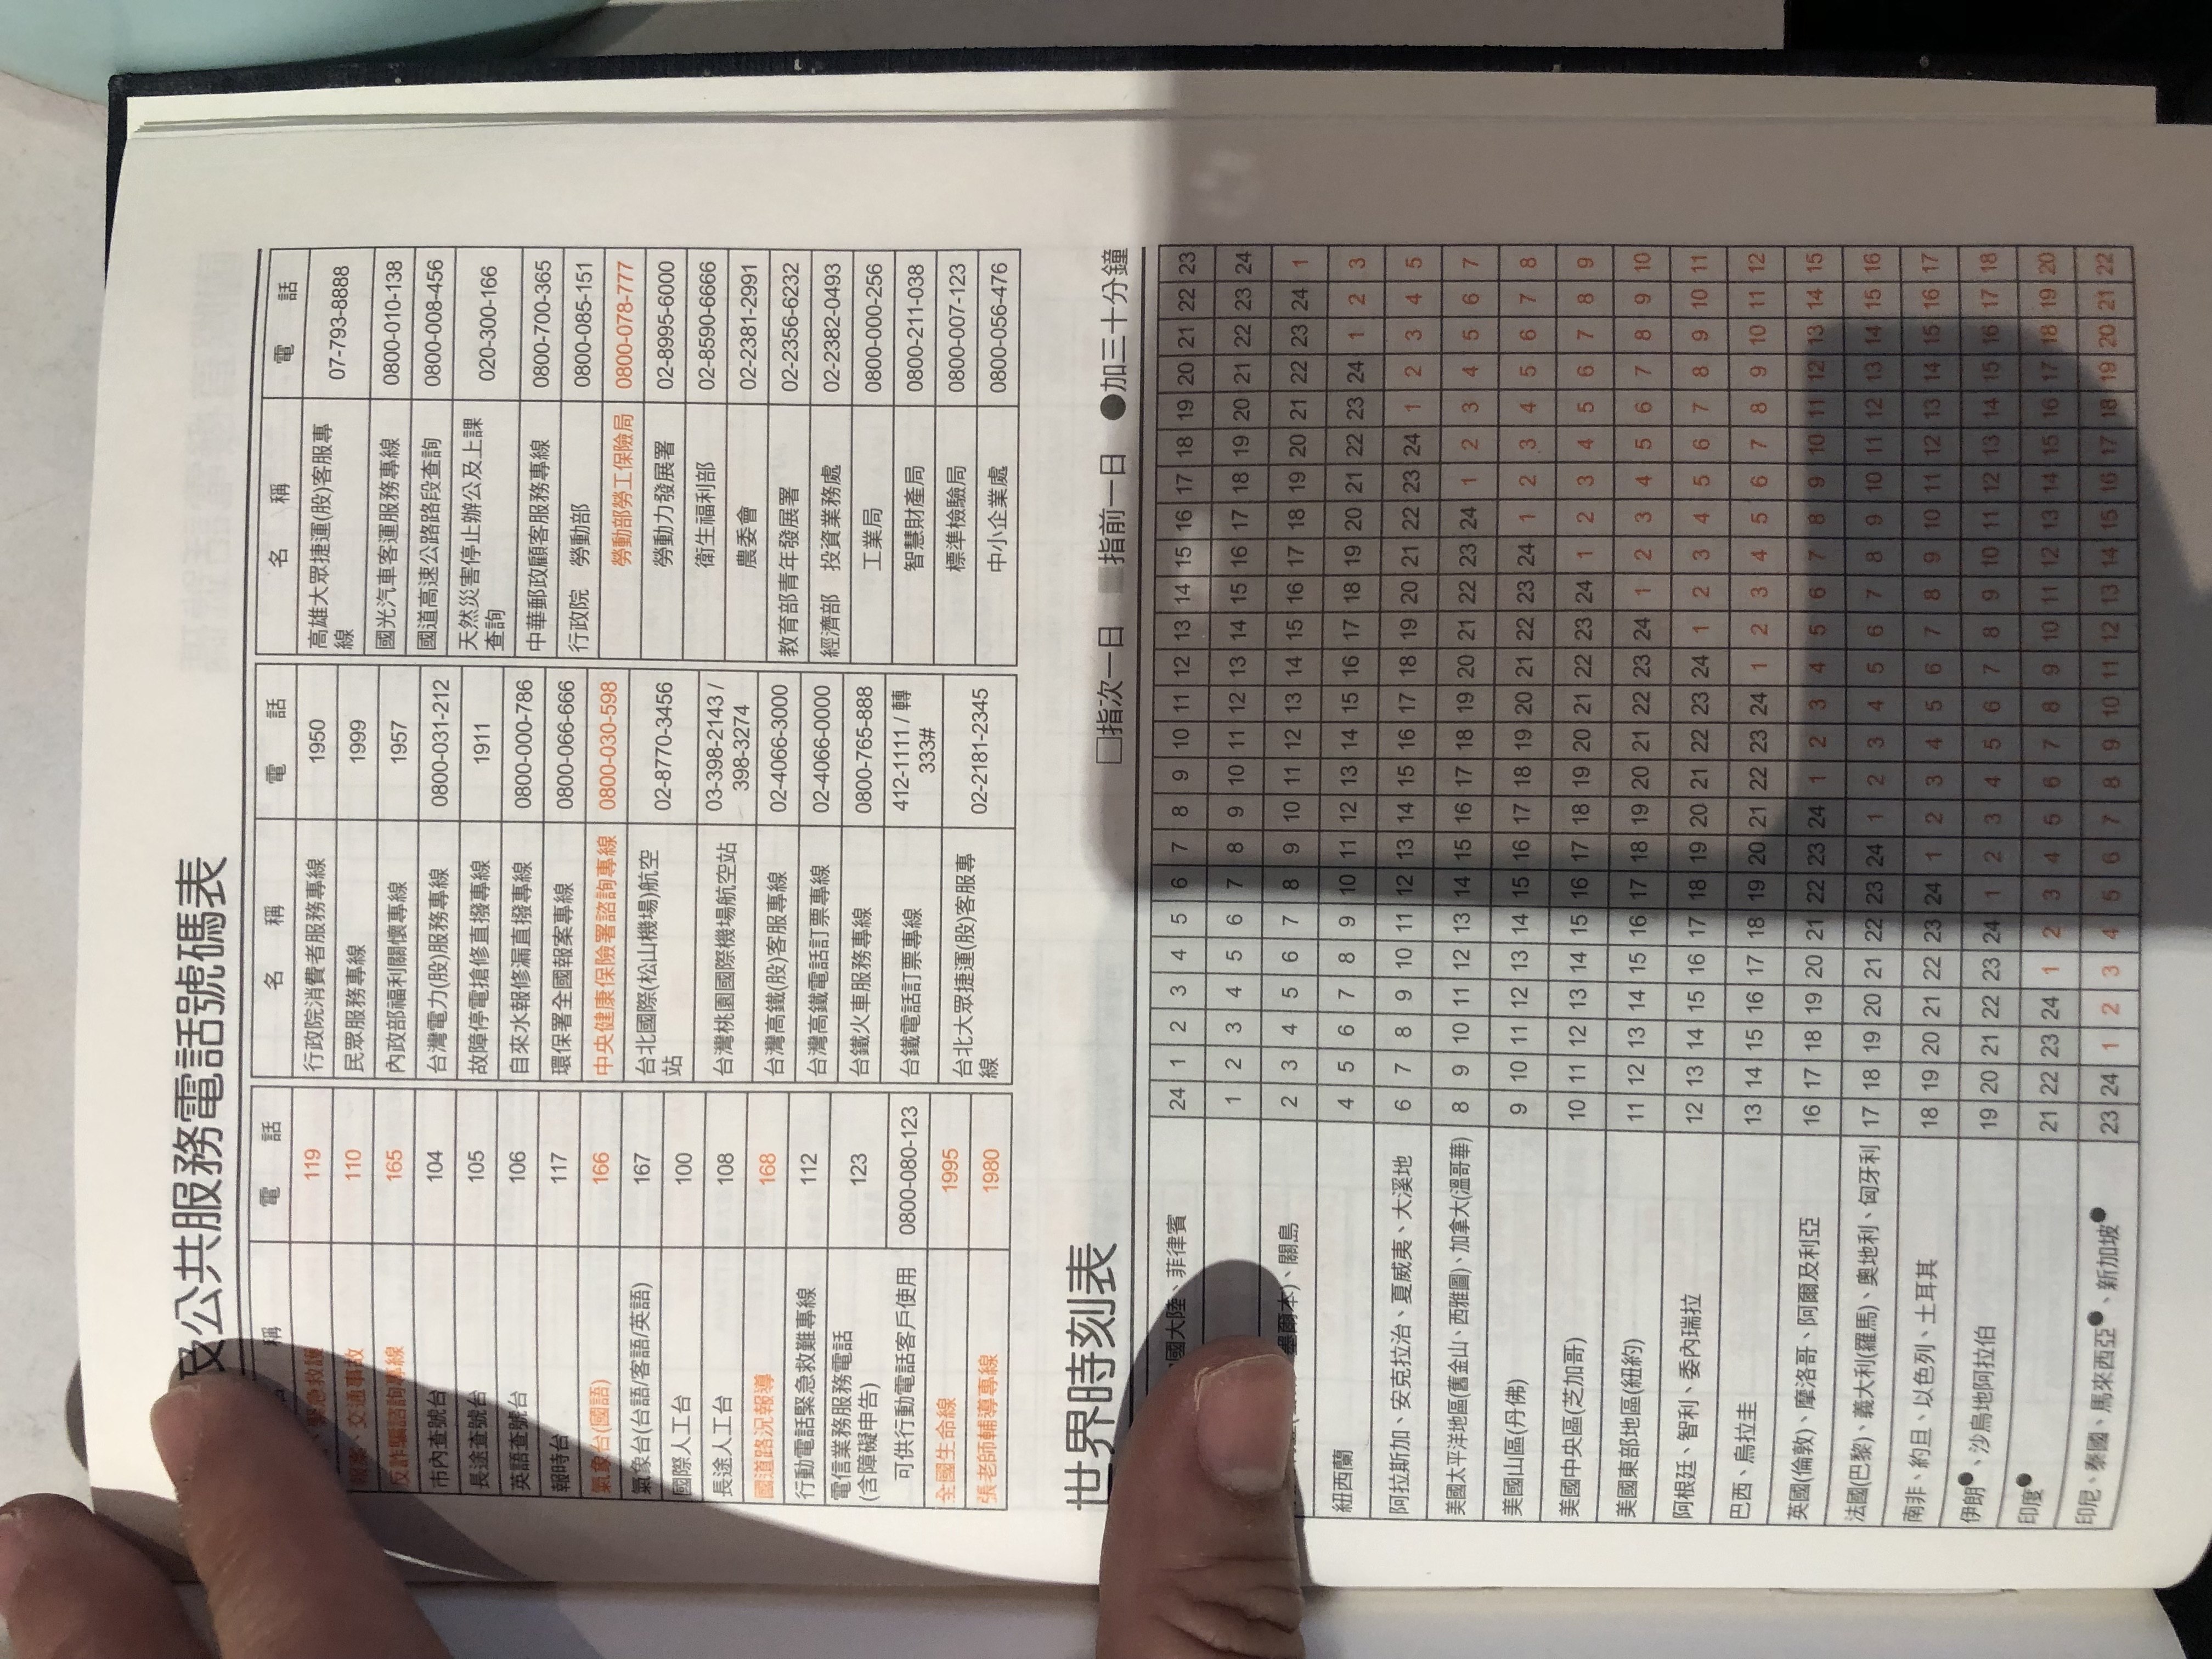 及公共服務電話號碼表
稱 電 話
緊急救護 119
報案、交通事故 110
反詐騙諮詢專線 165
市內查號台 104
長途查號台 105
英語查號台 106
報時台 117
氣象台(國語) 166
氣象台(台語/客語/英語) 167
國際人工台 100
長途人工台 108
國道路況報導 168
行動電話緊急救難專線 112
電信業務服務電話
(含障礙申告) 123
可供行動電話客戶使用 0800-080-123
全國生命線 1995
張老師輔導專線 1980
名 稱 電 話
行政院消費者服務專線 1950
民眾服務專線 1999
內政部福利關懷專線 1957
台灣電力(股)服務專線 0800-031-212
故障停電搶修直撥專線 1911
自來水報修漏直撥專線 0800-000-786
環保署全國報案專線 0800-066-666
中央健康保險署諮詢專線 0800-030-598
台北國際(松山機場)航空
站 02-8770-3456
台灣桃園國際機場航空站 03-398-2143 /
398-3274
台灣高鐵(股)客服專線 02-4066-3000
台灣高鐵電話訂票專線 02-4066-0000
台鐵火車服務專線 0800-765-888
台鐵電話訂票專線 412-1111 / 轉
333#
台北大眾捷運(股)客服專
線 02-2181-2345
名 稱 電 話
高雄大眾捷運(股)客服專
線 07-793-8888
國光汽車客運服務專線 0800-010-138
國道高速公路路段查詢 0800-008-456
天然災害停止辦公及上課
查詢 020-300-166
中華郵政顧客服務專線 0800-700-365
行政院 勞動部 0800-085-151
勞動部勞工保險局 0800-078-777
勞動力發展署 02-8995-6000
衛生福利部 02-8590-6666
農委會 02-2381-2991
教育部青年發展署 02-2356-6232
經濟部 投資業務處 02-2382-0493
工業局 0800-000-256
智慧財產局 0800-211-038
標準檢驗局 0800-007-123
中小企業處 0800-056-476
世界時刻表
□指次一日 ■指前一日 ●加三十分鐘
國大陸、菲律賓 24 1 2 3 4 5 6 7 8 9 10 11 12 13 14 15 16 17 18 19 20 21 22 23
1 2 3 4 5 6 7 8 9 10 11 12 13 14 15 16 17 18 19 20 21 22 23 24
墨爾本)、關島 2 3 4 5 6 7 8 9 10 11 12 13 14 15 16 17 18 19 20 21 22 23 24 1
紐西蘭 4 5 6 7 8 9 10 11 12 13 14 15 16 17 18 19 20 21 22 23 24 1 2 3
阿拉斯加、安克拉治、夏威夷、大溪地 6 7 8 9 10 11 12 13 14 15 16 17 18 19 20 21 22 23 24 1 2 3 4 5
美國太平洋地區(舊金山、西雅圖)、加拿大(溫哥華) 8 9 10 11 12 13 14 15 16 17 18 19 20 21 22 23 24 1 2 3 4 5 6 7
美國山區(丹佛) 9 10 11 12 13 14 15 16 17 18 19 20 21 22 23 24 1 2 3 4 5 6 7 8
美國中央區(芝加哥) 10 11 12 13 14 15 16 17 18 19 20 21 22 23 24 1 2 3 4 5 6 7 8 9
美國東部地區(紐約) 11 12 13 14 15 16 17 18 19 20 21 22 23 24 1 2 3 4 5 6 7 8 9 10
阿根廷、智利、委內瑞拉 12 13 14 15 16 17 18 19 20 21 22 23 24 1 2 3 4 5 6 7 8 9 10 11
巴西、烏拉圭 13 14 15 16 17 18 19 20 21 22 23 24 1 2 3 4 5 6 7 8 9 10 11 12
英國(倫敦)、摩洛哥、阿爾及利亞 16 17 18 19 20 21 22 23 24 1 2 3 4 5 6 7 8 9 10 11 12 13 14 15
法國(巴黎)、義大利(羅馬)、奧地利、匈牙利 17 18 19 20 21 22 23 24 1 2 3 4 5 6 7 8 9 10 11 12 13 14 15 16
南非、約旦、以色列、土耳其 18 19 20 21 22 23 24 1 2 3 4 5 6 7 8 9 10 11 12 13 14 15 16 17
伊朗●、沙烏地阿拉伯 19 20 21 22 23 24 1 2 3 4 5 6 7 8 9 10 11 12 13 14 15 16 17 18
印度● 21 22 23 24 1 2 3 4 5 6 7 8 9 10 11 12 13 14 15 16 17 18 19 20
印尼、泰國、馬來西亞●、新加坡● 23 24 1 2 3 4 5 6 7 8 9 10 11 12 13 14 15 16 17 18 19 20 21 22